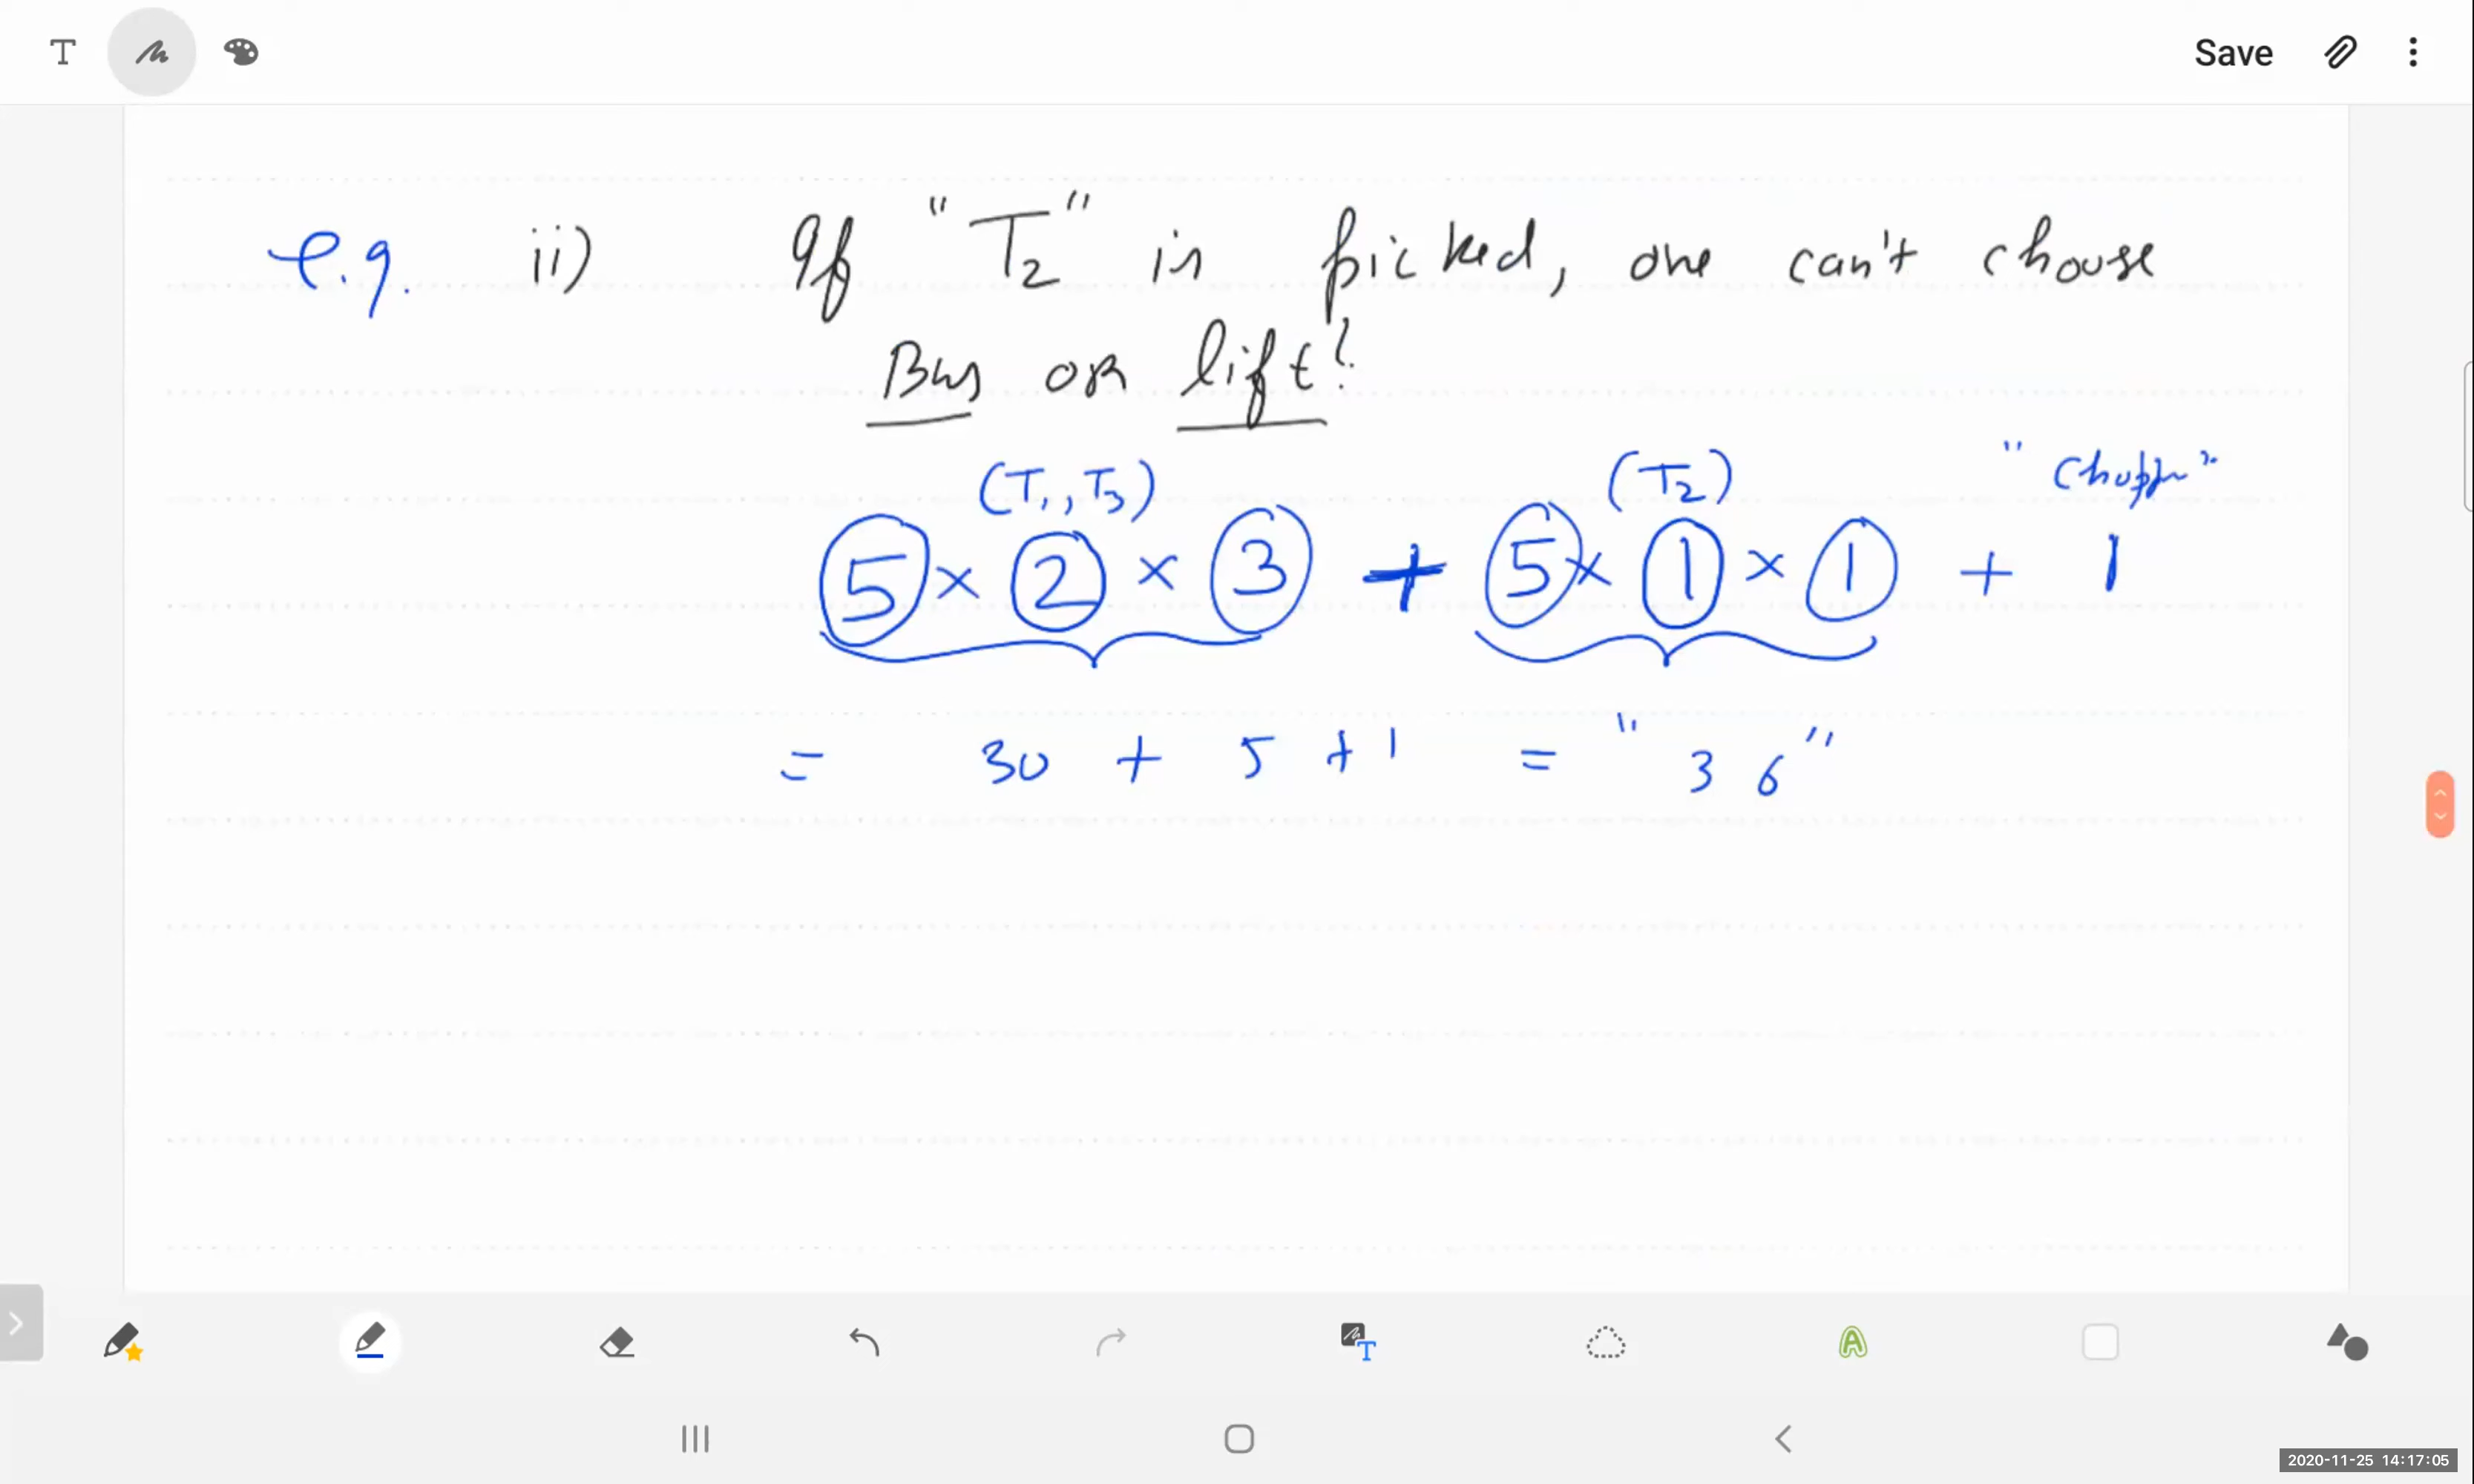 T Save
e.g. ii) If "T2" is picked, one can't choose
Bus or lift?
(T1, T3) (T2) "Chopper"
5 × 2 × 3 + 5 × 1 × 1 + 1
= 30 + 5 + 1 = "36"
T A
2020-11-25 14:17:05